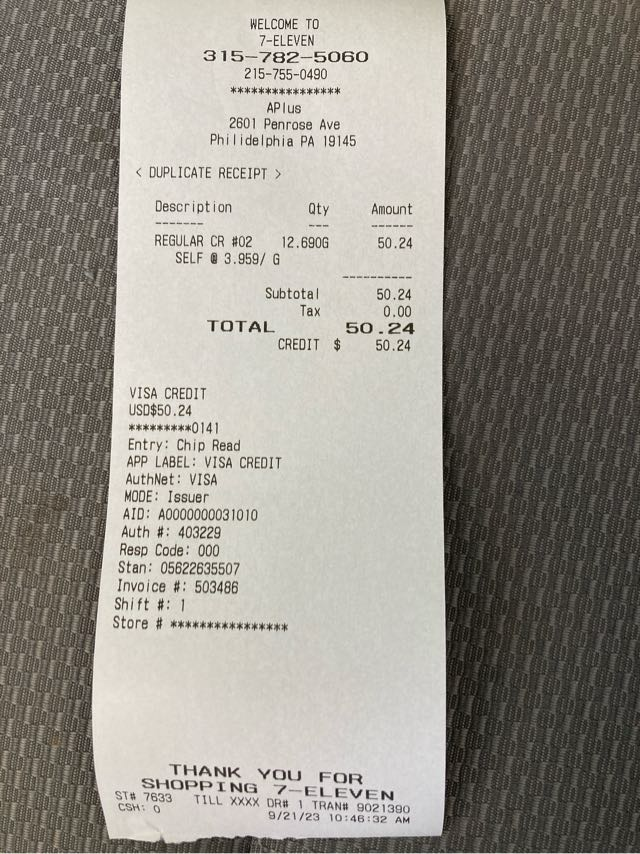 WELCOME TO
7-ELEVEN
315-782-5060
215-755-0490
****************
APlus
2601 Penrose Ave
Philidelphia PA 19145
< DUPLICATE RECEIPT >
Description Qty Amount
------- --- ------
REGULAR CR #02 12.690G 50.24
SELF @ 3.959/ G
----------
Subtotal 50.24
Tax 0.00
TOTAL 50.24
CREDIT $ 50.24
VISA CREDIT
USD$50.24
*********0141
Entry: Chip Read
APP LABEL: VISA CREDIT
AuthNet: VISA
MODE: Issuer
AID: A0000000031010
Auth #: 403229
Resp Code: 000
Stan: 05622635507
Invoice #: 503486
Shift #: 1
Store # ****************
THANK YOU FOR
SHOPPING 7-ELEVEN
ST# 7633 TILL XXXX DR# 1 TRAN# 9021390
CSH: 0 9/21/23 10:46:32 AM